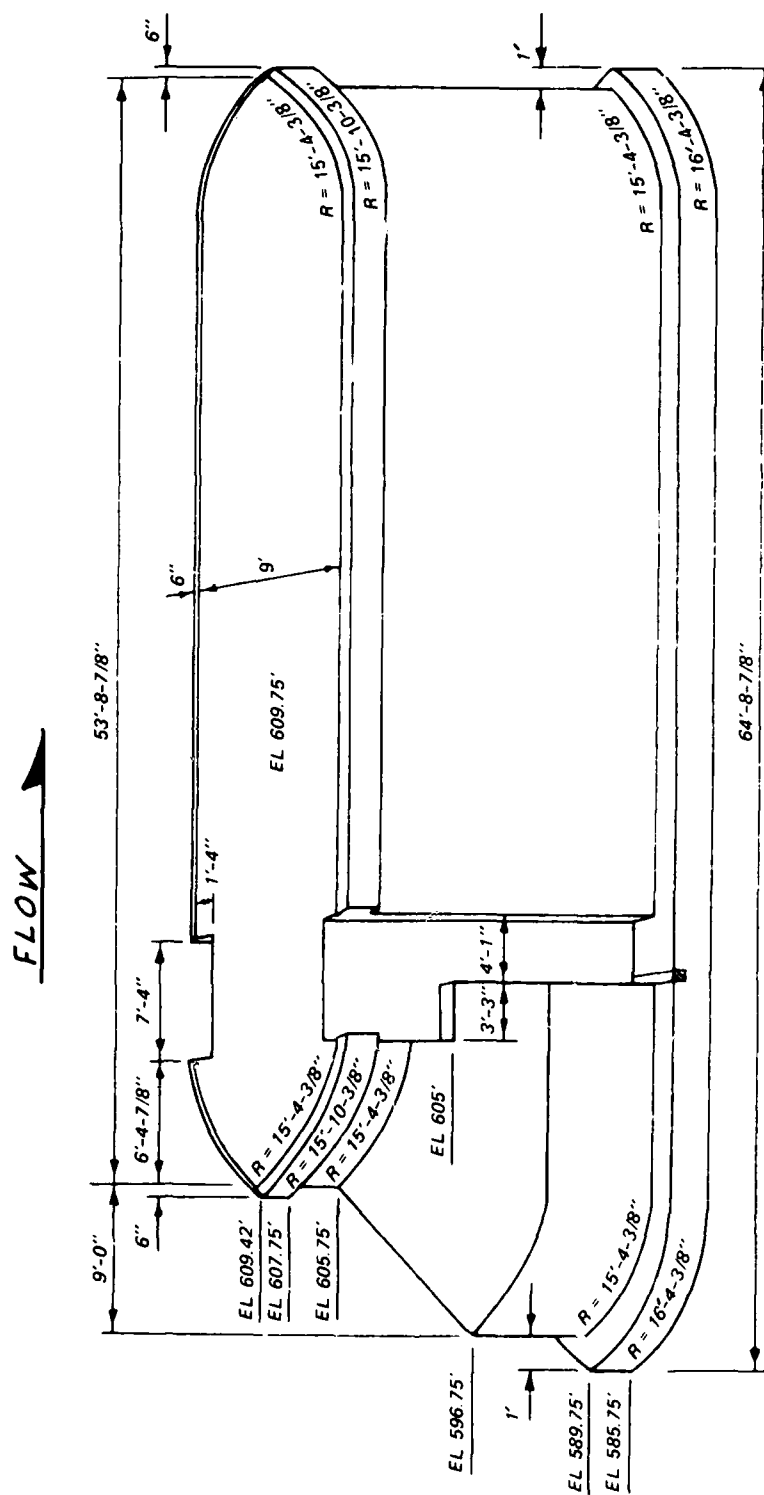 FLOW
53'-8-7/8"
6"
9'-0"
6"
6'-4-7/8"
7'-4"
1'-4"
6"
9'
EL 609.75'
R = 15'-4-3/8"
R = 15'-10-3/8"
EL 609.42'
EL 607.75'
EL 605.75'
R = 15'-4-3/8"
R = 15'-10-3/8"
R = 15'-4-3/8"
EL 605'
3'-3"
4'-1"
1'
EL 596.75'
EL 589.75'
EL 585.75'
1'
R = 15'-4-3/8"
R = 16'-4-3/8"
R = 15'-4-3/8"
R = 16'-4-3/8"
64'-8-7/8"